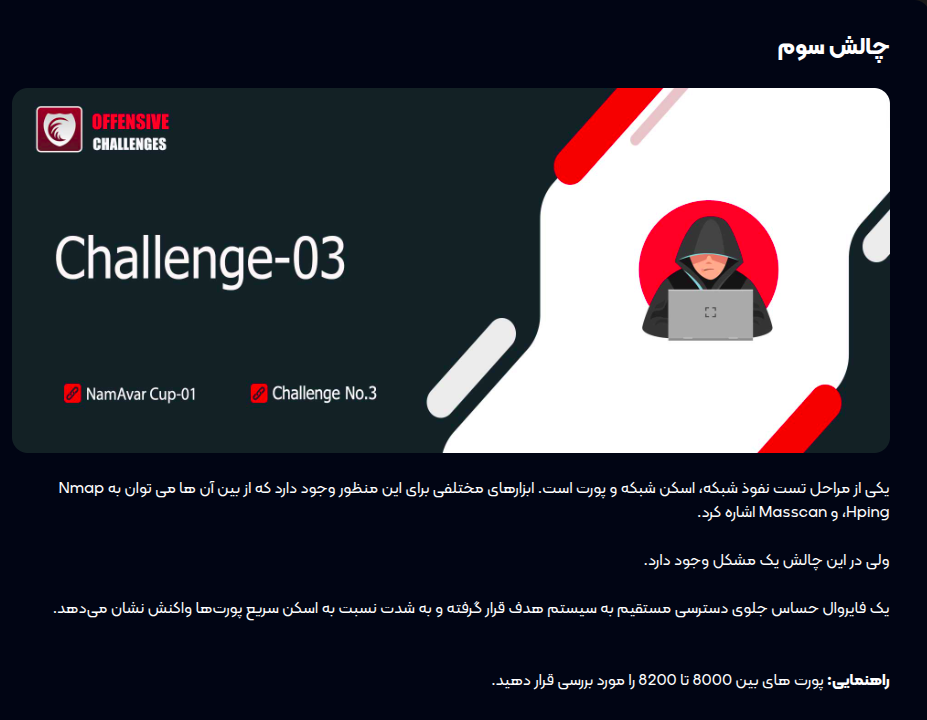 چالش سوم
OFFENSIVE
CHALLENGES
Challenge-03
NamAvar Cup-01
Challenge No.3
یکی از مراحل تست نفوذ شبکه، اسکن شبکه و پورت است. ابزارهای مختلفی برای این منظور وجود دارد که از بین آن ها می توان به Nmap
،Hping و Masscan اشاره کرد.
ولی در این چالش یک مشکل وجود دارد.
یک فایروال حساس جلوی دسترسی مستقیم به سیستم هدف قرار گرفته و به شدت نسبت به اسکن سریع پورت‌ها واکنش نشان می‌دهد.
راهنمایی: پورت های بین 8000 تا 8200 را مورد بررسی قرار دهید.